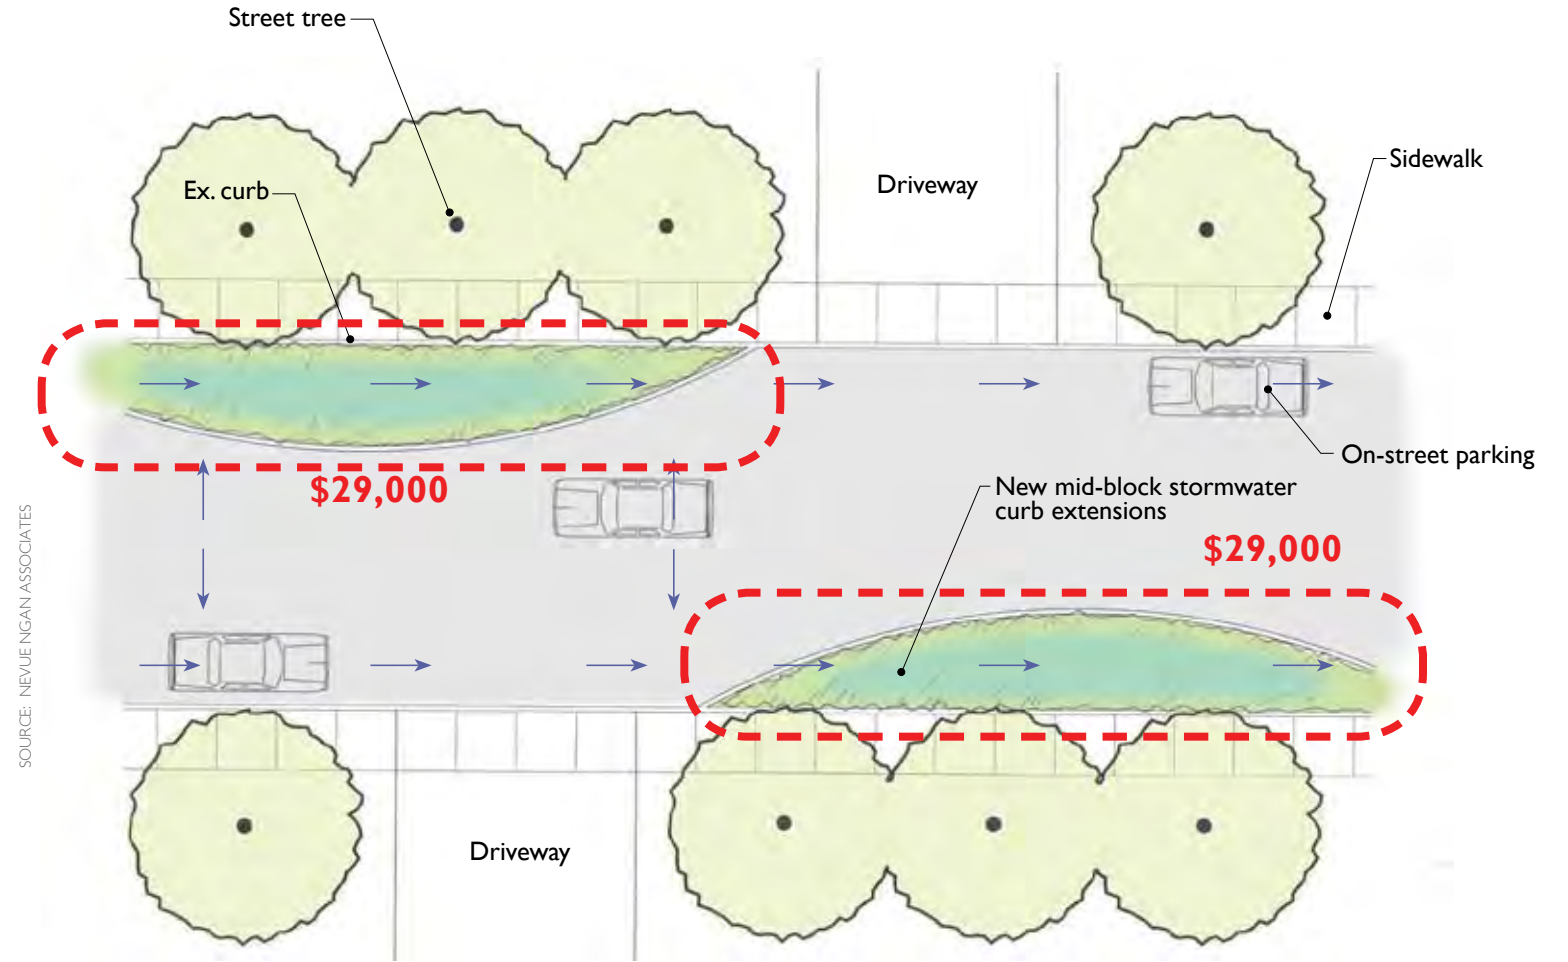 Street tree
Sidewalk
Driveway
Ex. curb
On-street parking
$29,000
New mid-block stormwater
curb extensions
$29,000
SOURCE: NEVUE NGAN ASSOCIATES
Driveway